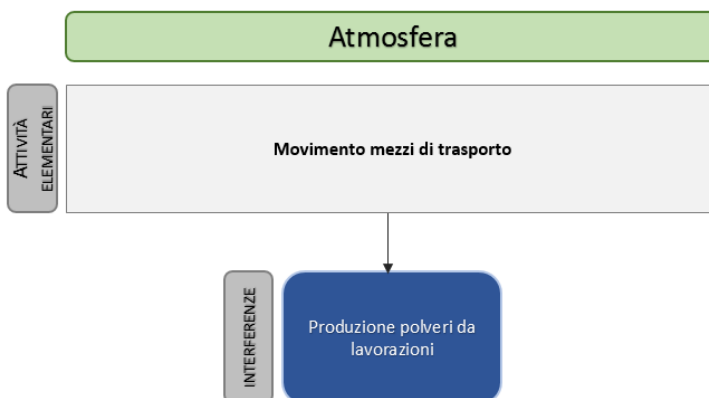 Atmosfera
ATTIVITÀ
ELEMENTARI
Movimento mezzi di trasporto
INTERFERENZE
Produzione polveri da
lavorazioni